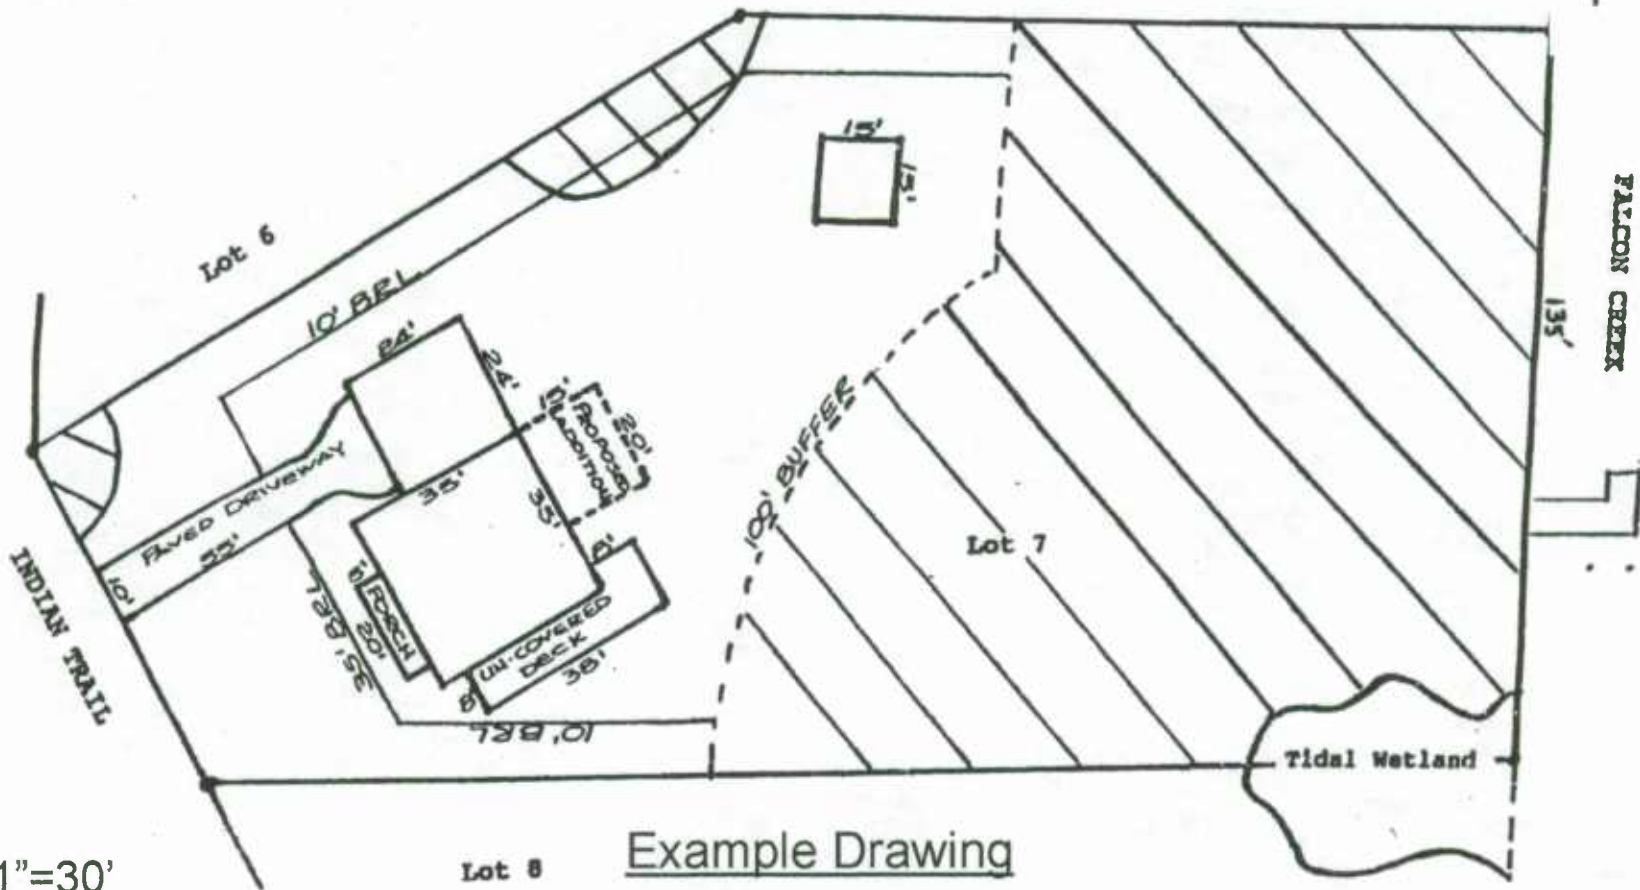 15'
15'
Lot 6
10' BRL
24'
24'
10'
PROPOSED
ADDITION
20'
PAVED DRIVEWAY
55'
10'
35'
35'
100' BUFFER
FALCON CREEK
135'
Lot 7
INDIAN TRAIL
35' BRL
6'
PORCH
20'
8'
UN-COVERED
DECK
38'
8'
10' BRL
Tidal Wetland
1"=30'
Lot 8
Example Drawing